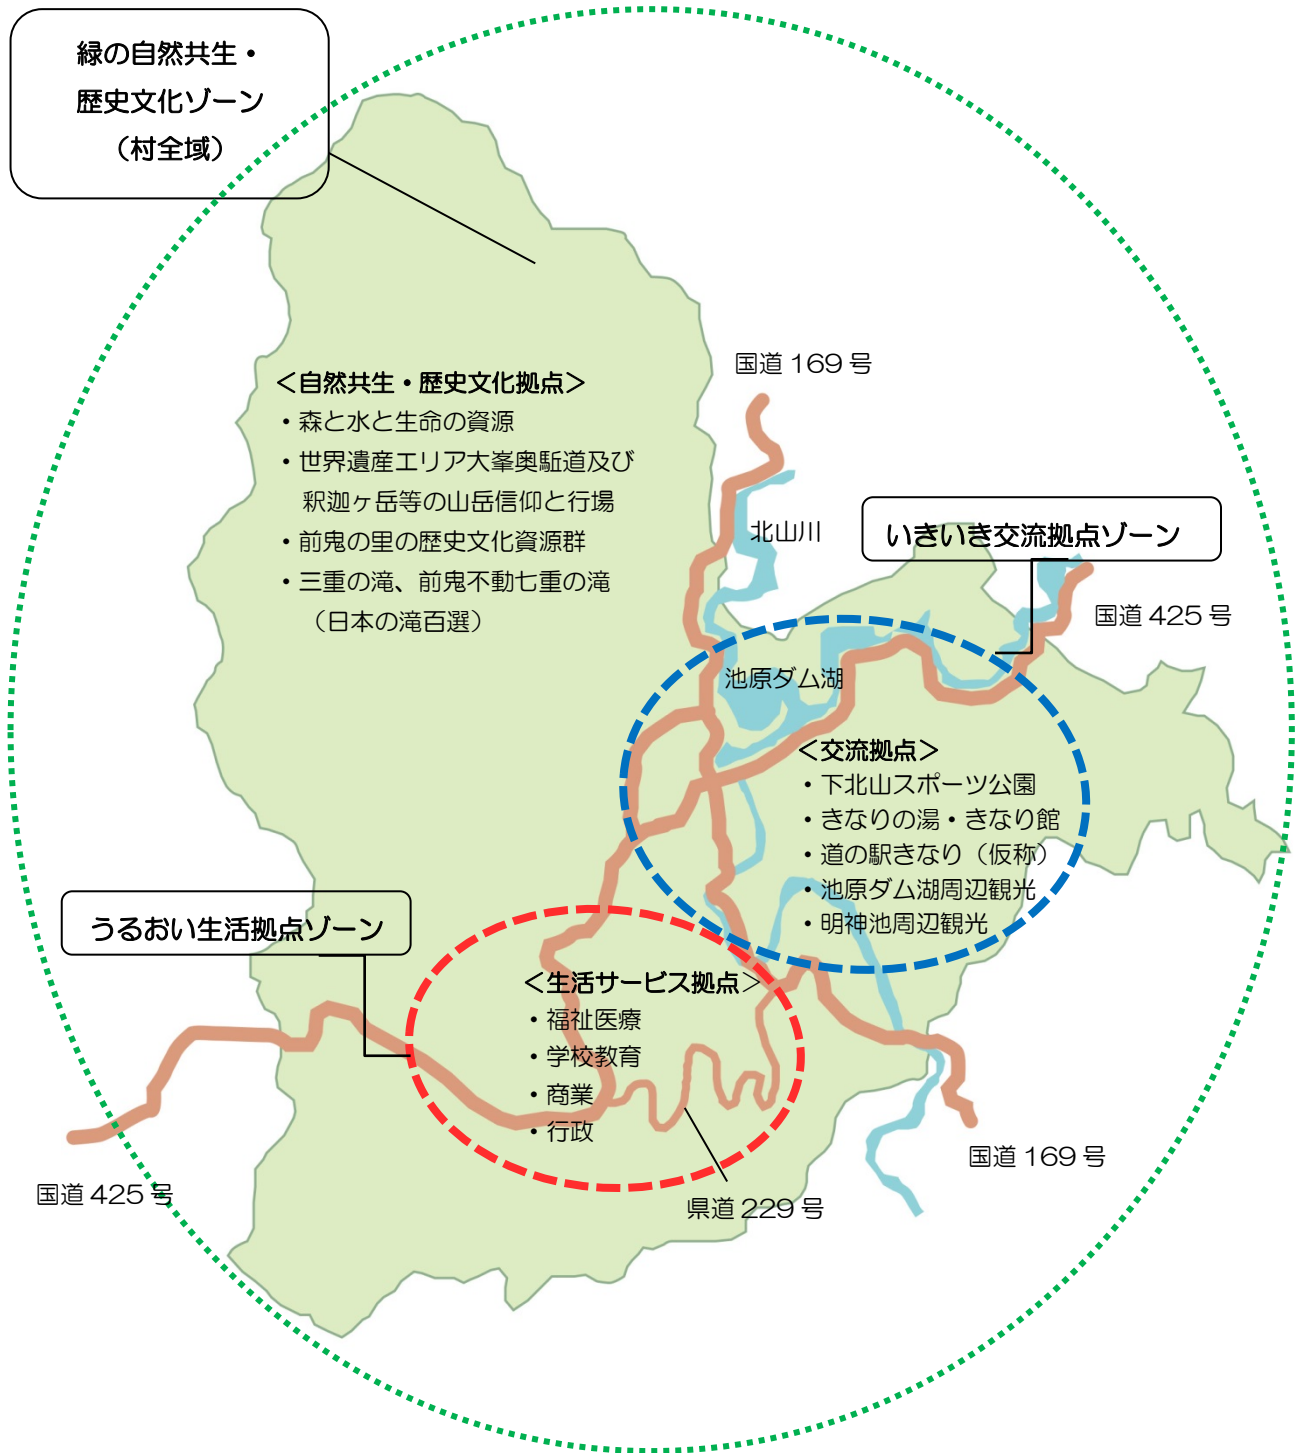 緑の自然共生・
歴史文化ゾーン
（村全域）
国道 169 号
＜自然共生・歴史文化拠点＞
・森と水と生命の資源
・世界遺産エリア大峯奥駈道及び
釈迦ヶ岳等の山岳信仰と行場
・前鬼の里の歴史文化資源群
・三重の滝、前鬼不動七重の滝
（日本の滝百選）
北山川
いきいき交流拠点ゾーン
国道 425 号
池原ダム湖
＜交流拠点＞
・下北山スポーツ公園
・きなりの湯・きなり館
・道の駅きなり（仮称）
・池原ダム湖周辺観光
・明神池周辺観光
うるおい生活拠点ゾーン
＜生活サービス拠点＞
・福祉医療
・学校教育
・商業
・行政
国道 169 号
国道 425 号
県道 229 号